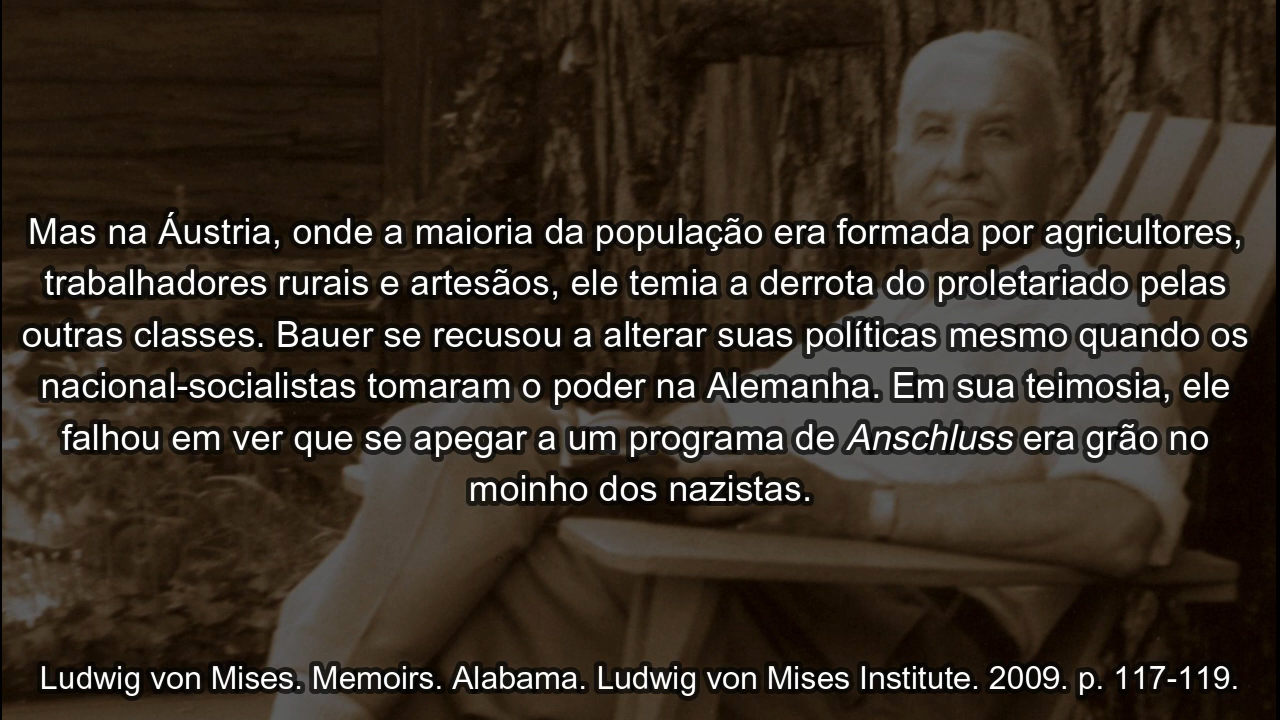 Mas na Áustria, onde a maioria da população era formada por agricultores,
trabalhadores rurais e artesãos, ele temia a derrota do proletariado pelas
outras classes. Bauer se recusou a alterar suas políticas mesmo quando os
nacional-socialistas tomaram o poder na Alemanha. Em sua teimosia, ele
falhou em ver que se apegar a um programa de Anschluss era grão no
moinho dos nazistas.
Ludwig von Mises. Memoirs. Alabama. Ludwig von Mises Institute. 2009. p. 117-119.